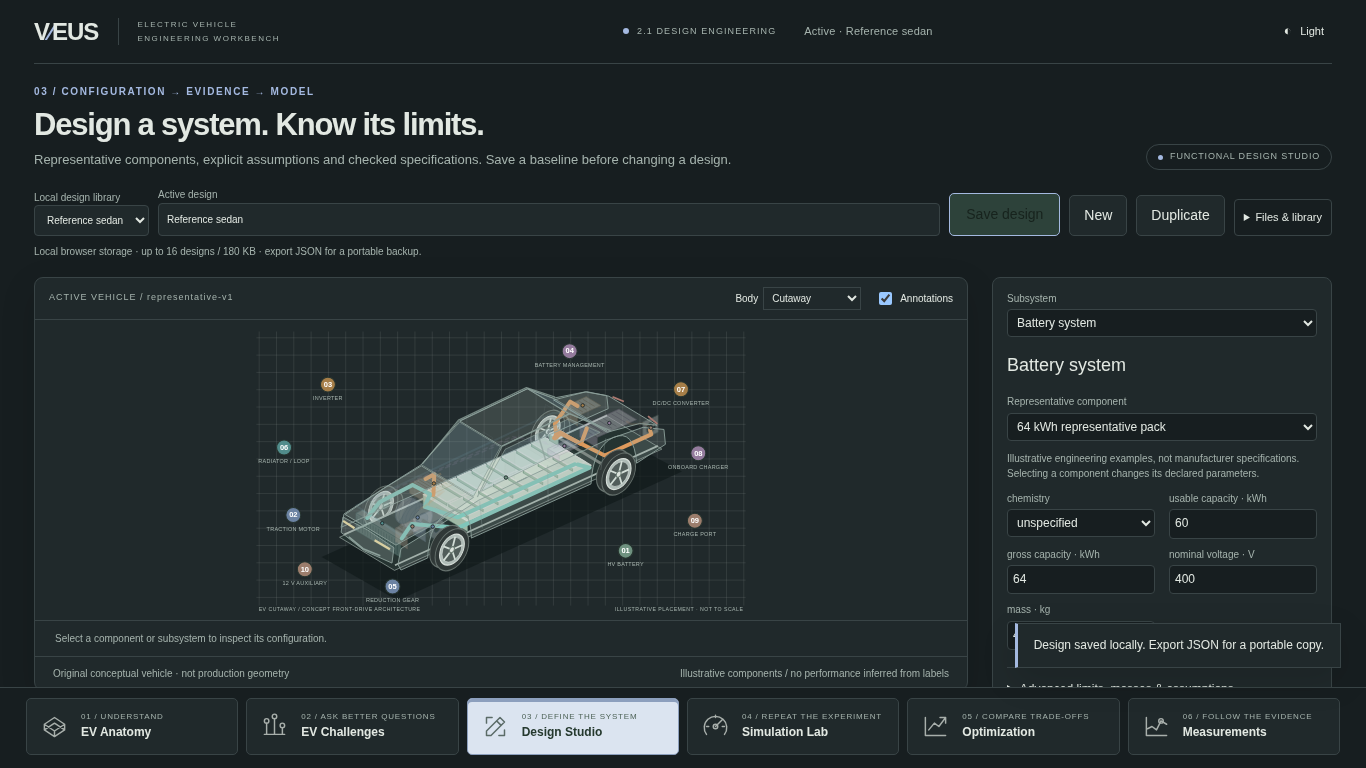 VÆUS
ELECTRIC VEHICLE
ENGINEERING WORKBENCH
2.1 DESIGN ENGINEERING
Active · Reference sedan
Light
03 / CONFIGURATION → EVIDENCE → MODEL
Design a system. Know its limits.
Representative components, explicit assumptions and checked specifications. Save a baseline before changing a design.
FUNCTIONAL DESIGN STUDIO
Local design library
Active design
Reference sedan
Reference sedan
Save design
New
Duplicate
Files & library
Local browser storage · up to 16 designs / 180 KB · export JSON for a portable backup.
ACTIVE VEHICLE / representative-v1
Body
Cutaway
Annotations
04
BATTERY MANAGEMENT
03
INVERTER
07
DC/DC CONVERTER
06
RADIATOR / LOOP
08
ONBOARD CHARGER
02
TRACTION MOTOR
09
CHARGE PORT
01
HV BATTERY
10
12 V AUXILIARY
05
REDUCTION GEAR
EV CUTAWAY / CONCEPT FRONT-DRIVE ARCHITECTURE
ILLUSTRATIVE PLACEMENT · NOT TO SCALE
Select a component or subsystem to inspect its configuration.
Original conceptual vehicle · not production geometry
Illustrative components / no performance inferred from labels
Subsystem
Battery system
Battery system
Representative component
64 kWh representative pack
Illustrative engineering examples, not manufacturer specifications.
Selecting a component changes its declared parameters.
chemistry
usable capacity · kWh
unspecified
60
gross capacity · kWh
nominal voltage · V
64
400
mass · kg
Design saved locally. Export JSON for a portable copy.
Advanced limits, masses & assumptions
01 / UNDERSTAND
EV Anatomy
02 / ASK BETTER QUESTIONS
EV Challenges
03 / DEFINE THE SYSTEM
Design Studio
04 / REPEAT THE EXPERIMENT
Simulation Lab
05 / COMPARE TRADE-OFFS
Optimization
06 / FOLLOW THE EVIDENCE
Measurements